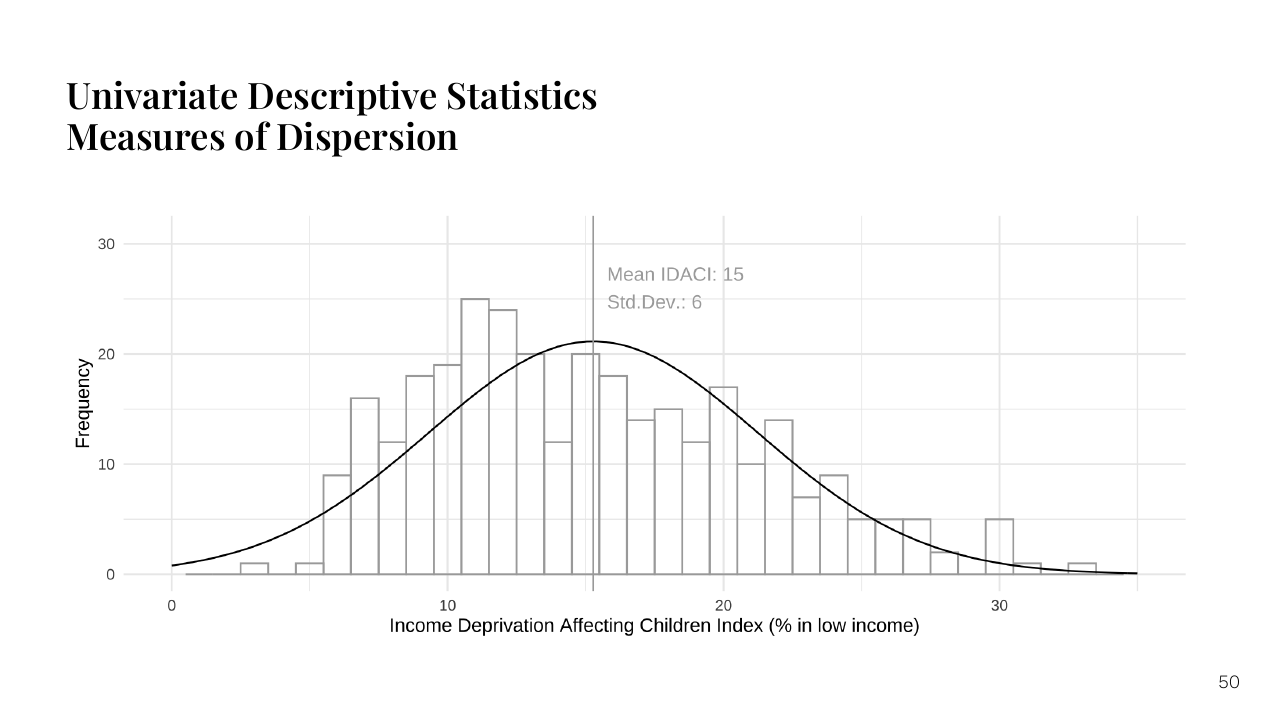 Univariate Descriptive Statistics
Measures of Dispersion
30
20
10
0
Frequency
Mean IDACI: 15
Std.Dev.: 6
0 10 20 30
Income Deprivation Affecting Children Index (% in low income)
50